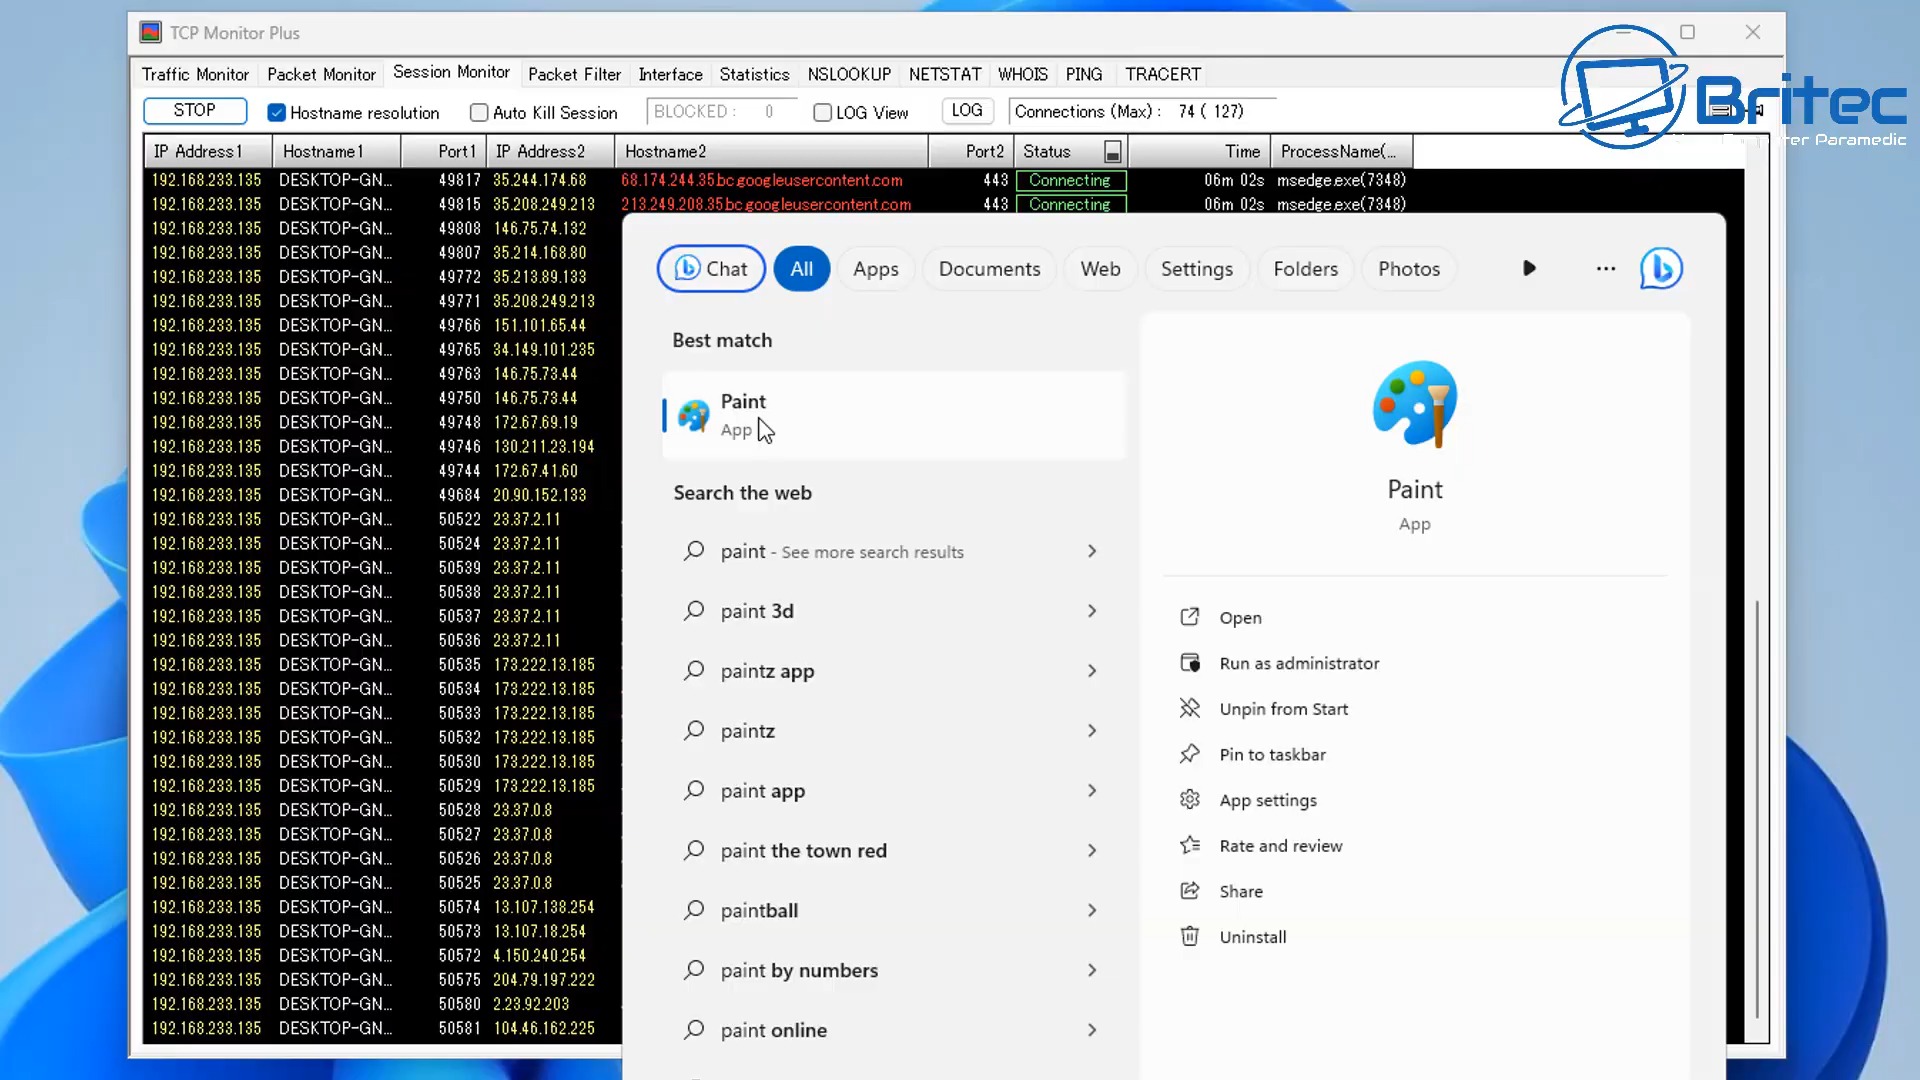 TCP Monitor Plus
Traffic Monitor Packet Monitor Session Monitor Packet Filter Interface Statistics NSLOOKUP NETSTAT WHOIS PING TRACERT
STOP Hostname resolution Auto Kill Session BLOCKED : 0 LOG View LOG Connections (Max) : 74 ( 127)
Britec
Paramedic
IP Address1 Hostname1 Port1 IP Address2 Hostname2 Port2 Status Time ProcessName(...
192.168.233.135 DESKTOP-GN... 49817 35.244.174.68 68.174.244.35.bc.googleusercontent.com 443 Connecting 06m 02s msedge.exe(7348)
192.168.233.135 DESKTOP-GN... 49815 35.208.249.213 213.249.208.35.bc.googleusercontent.com 443 Connecting 06m 02s msedge.exe(7348)
192.168.233.135 DESKTOP-GN... 49808 146.75.74.132
192.168.233.135 DESKTOP-GN... 49807 35.214.168.80
192.168.233.135 DESKTOP-GN... 49772 35.213.89.133
192.168.233.135 DESKTOP-GN... 49771 35.208.249.213
192.168.233.135 DESKTOP-GN... 49766 151.101.65.44
192.168.233.135 DESKTOP-GN... 49765 34.149.101.235
192.168.233.135 DESKTOP-GN... 49763 146.75.73.44
192.168.233.135 DESKTOP-GN... 49750 146.75.73.44
192.168.233.135 DESKTOP-GN... 49748 172.67.69.19
192.168.233.135 DESKTOP-GN... 49746 130.211.23.194
192.168.233.135 DESKTOP-GN... 49744 172.67.41.60
192.168.233.135 DESKTOP-GN... 49684 20.90.152.133
192.168.233.135 DESKTOP-GN... 50522 23.37.2.11
192.168.233.135 DESKTOP-GN... 50524 23.37.2.11
192.168.233.135 DESKTOP-GN... 50539 23.37.2.11
192.168.233.135 DESKTOP-GN... 50538 23.37.2.11
192.168.233.135 DESKTOP-GN... 50537 23.37.2.11
192.168.233.135 DESKTOP-GN... 50536 23.37.2.11
192.168.233.135 DESKTOP-GN... 50535 173.222.13.185
192.168.233.135 DESKTOP-GN... 50534 173.222.13.185
192.168.233.135 DESKTOP-GN... 50533 173.222.13.185
192.168.233.135 DESKTOP-GN... 50532 173.222.13.185
192.168.233.135 DESKTOP-GN... 50530 173.222.13.185
192.168.233.135 DESKTOP-GN... 50529 173.222.13.185
192.168.233.135 DESKTOP-GN... 50528 23.37.0.8
192.168.233.135 DESKTOP-GN... 50527 23.37.0.8
192.168.233.135 DESKTOP-GN... 50526 23.37.0.8
192.168.233.135 DESKTOP-GN... 50525 23.37.0.8
192.168.233.135 DESKTOP-GN... 50574 13.107.138.254
192.168.233.135 DESKTOP-GN... 50573 13.107.18.254
192.168.233.135 DESKTOP-GN... 50572 4.150.240.254
192.168.233.135 DESKTOP-GN... 50575 204.79.197.222
192.168.233.135 DESKTOP-GN... 50580 2.23.92.203
192.168.233.135 DESKTOP-GN... 50581 104.46.162.225
Chat All Apps Documents Web Settings Folders Photos
Best match
Paint
App
Search the web
paint - See more search results
paint 3d
paintz app
paintz
paint app
paint the town red
paintball
paint by numbers
paint online
Paint
App
Open
Run as administrator
Unpin from Start
Pin to taskbar
App settings
Rate and review
Share
Uninstall